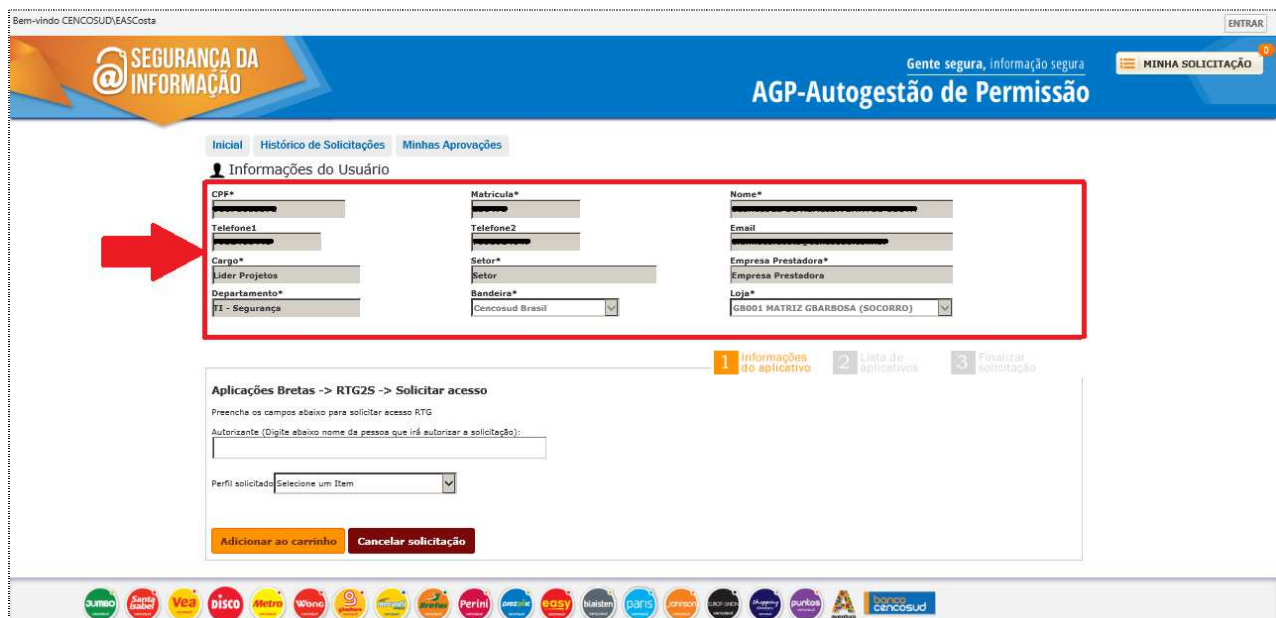 Bem-vindo CENCOSUD\EASCosta
ENTRAR
@ SEGURANÇA DA
INFORMAÇÃO
Gente segura, informação segura
AGP-Autogestão de Permissão
MINHA SOLICITAÇÃO
0
Inicial Histórico de Solicitações Minhas Aprovações
Informações do Usuário
CPF* Matricula* Nome*
Telefone1 Telefone2 Email
Cargo* Setor* Empresa Prestadora*
Lider Projetos Setor Empresa Prestadora
Departamento* Bandeira* Loja*
TI - Segurança Cencosud Brasil GB001 MATRIZ GBARBOSA (SOCORRO)
1 Informações do aplicativo 2 Lista de aplicativos 3 Finalizar solicitação
Aplicações Bretas -> RTG2S -> Solicitar acesso
Preencha os campos abaixo para solicitar acesso RTG
Autorizante (Digite abaixo nome da pessoa que irá autorizar a solicitação):
Perfil solicitado Selecione um Item
Adicionar ao carrinho Cancelar solicitação
JUMBO Santa Isabel Vea DISCO Metro Wong Bretas Perini easy blaisten paris johnson Shopping puntos banco cencosud